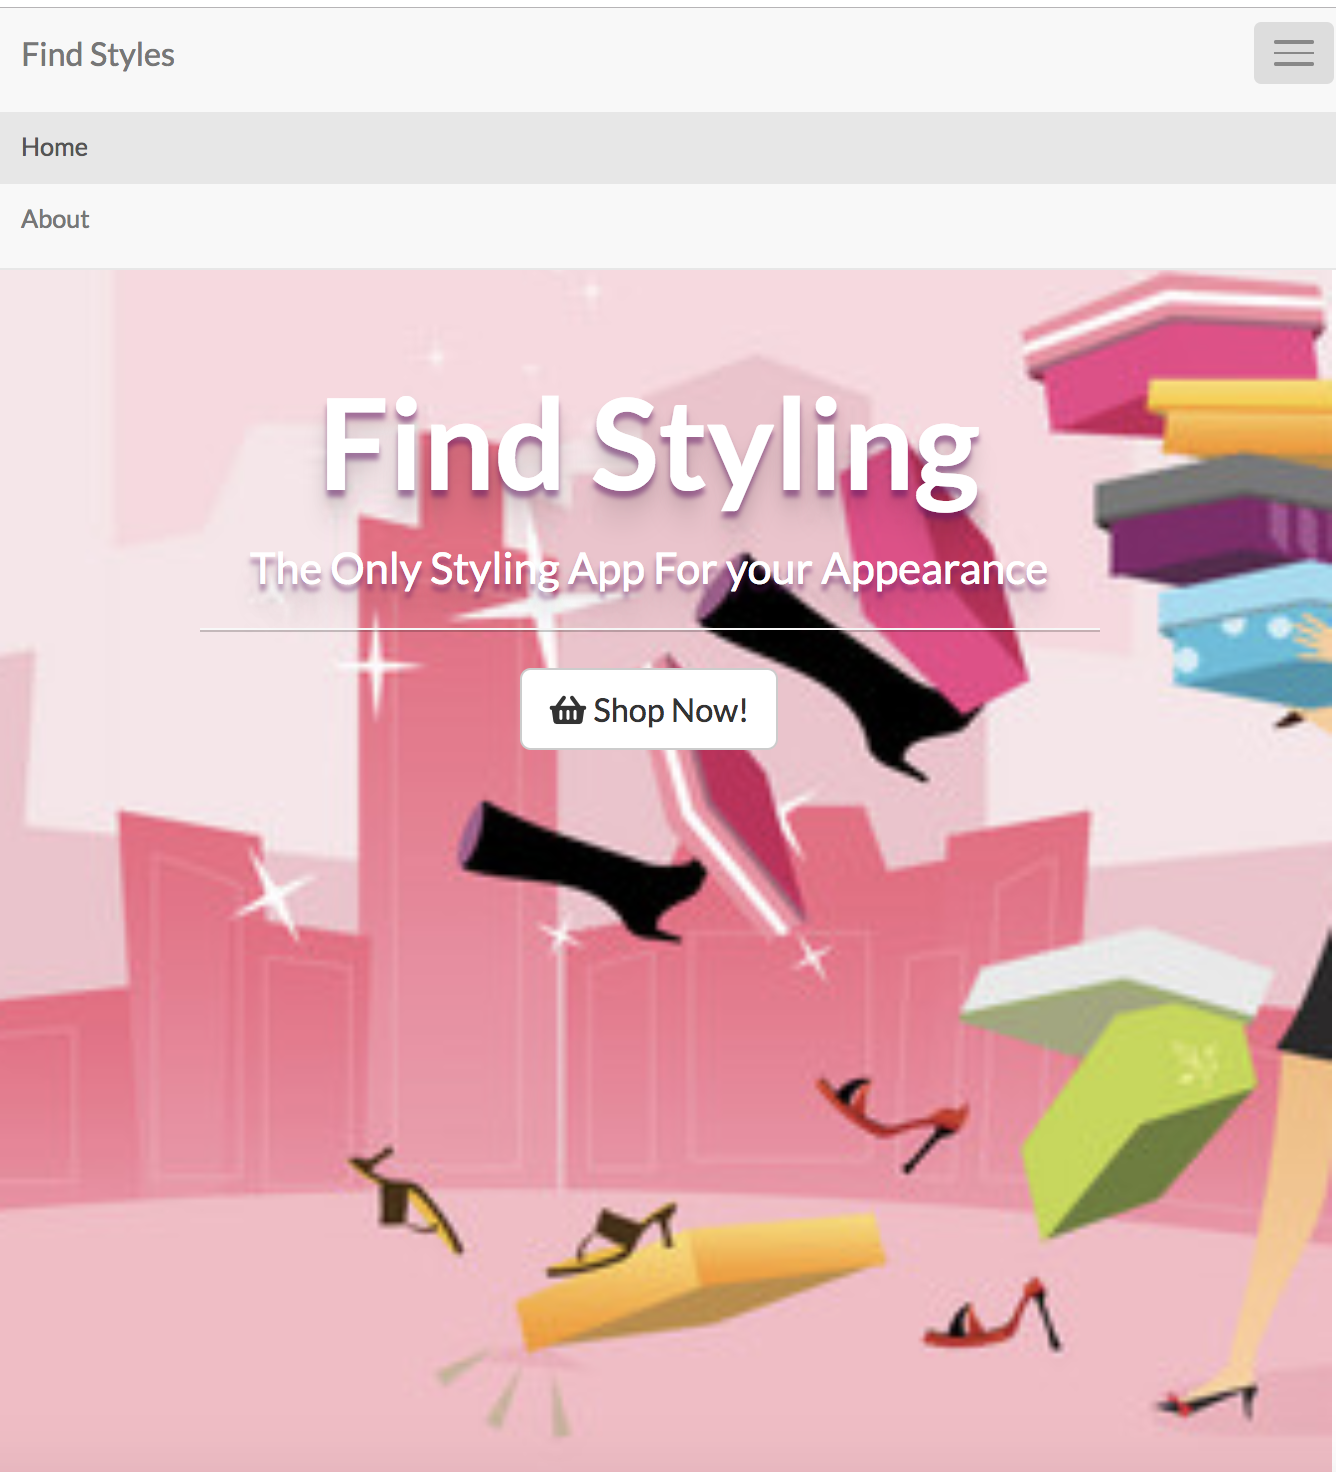 Find Styles
Home
About
Find Styling
The Only Styling App For your Appearance
Shop Now!